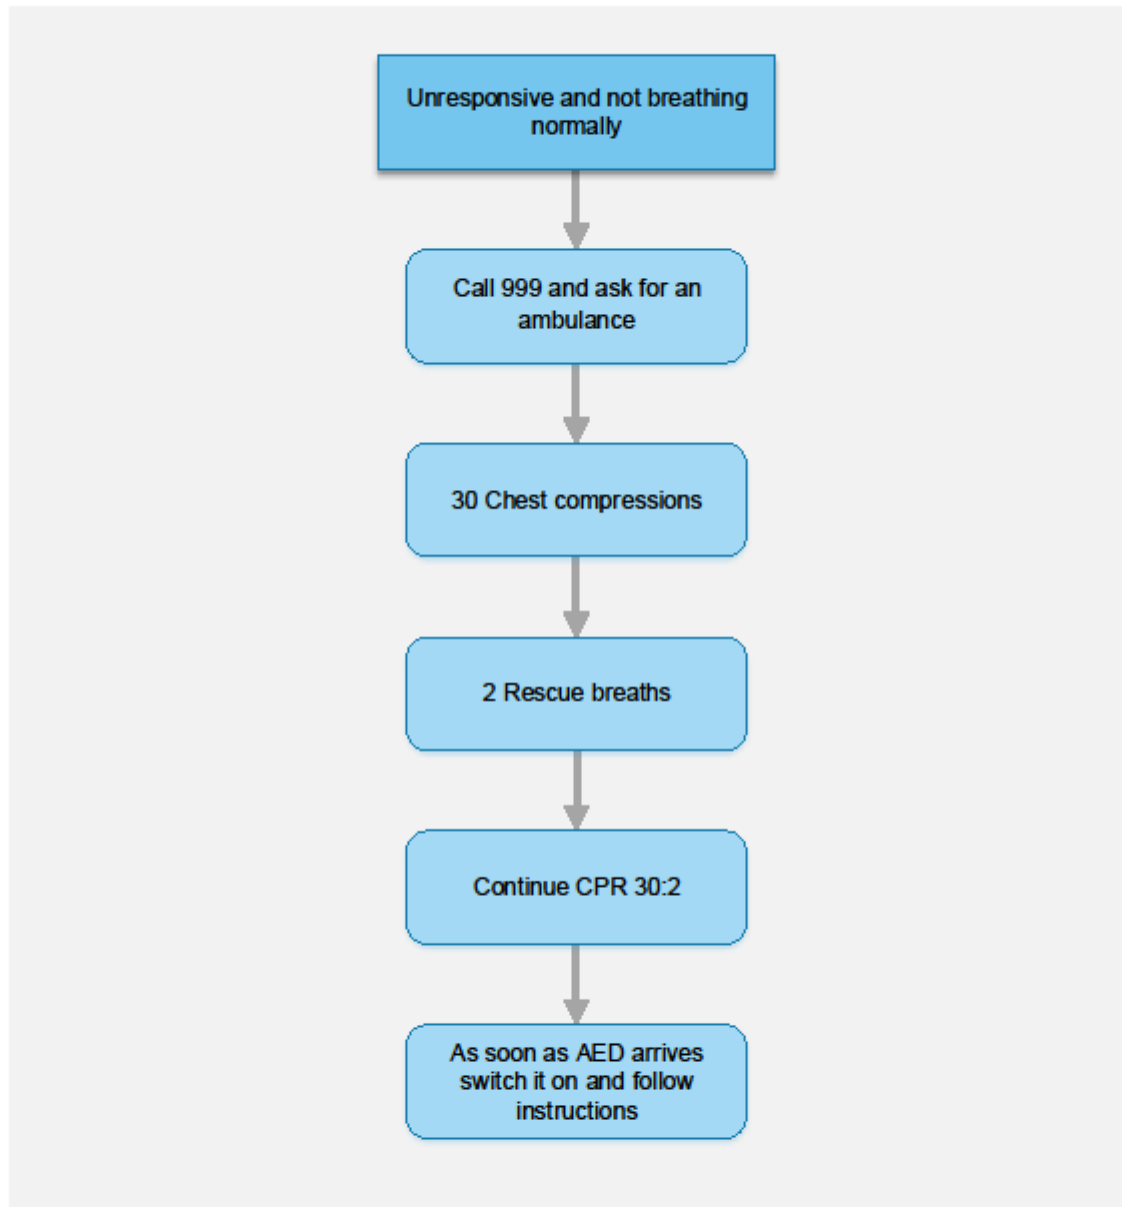 Unresponsive and not breathing
normally
Call 999 and ask for an
ambulance
30 Chest compressions
2 Rescue breaths
Continue CPR 30:2
As soon as AED arrives
switch it on and follow
instructions